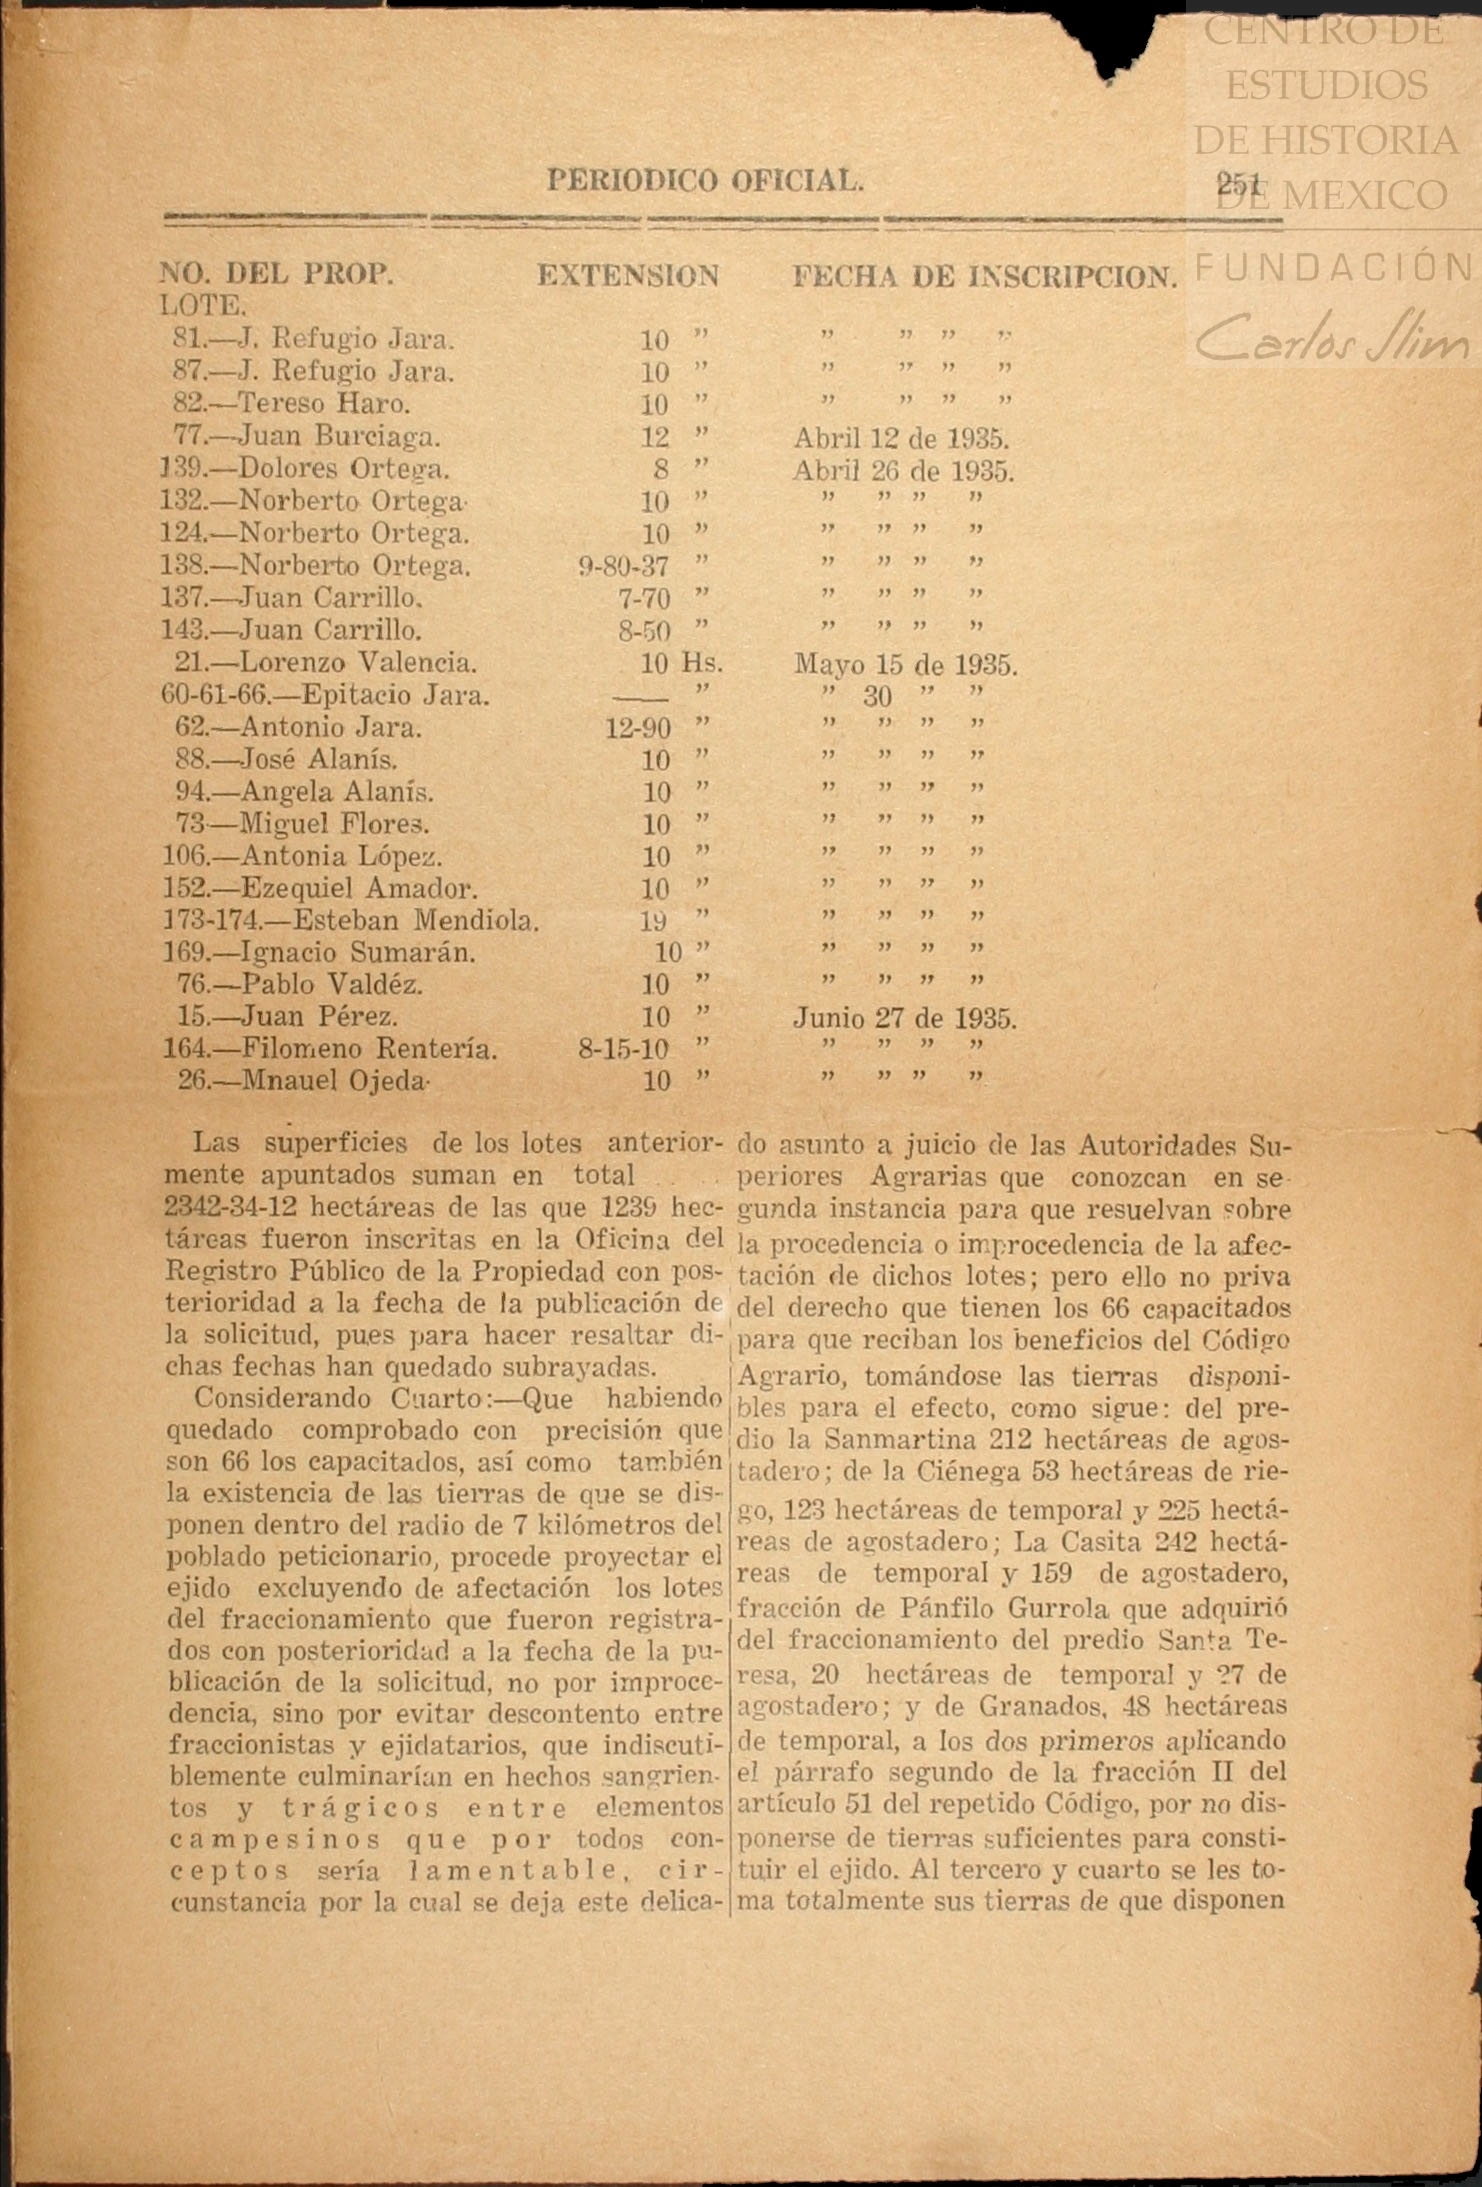 CENTRO DE
ESTUDIOS
DE HISTORIA
DE MEXICO
FUNDACIÓN
Carlos Slim
PERIODICO OFICIAL. 251
NO. DEL PROP. EXTENSION FECHA DE INSCRIPCION.
LOTE.
81.—J. Refugio Jara. 10 " " " " "
87.—J. Refugio Jara. 10 " " " " "
82.—Tereso Haro. 10 " " " " "
77.—Juan Burciaga. 12 " Abril 12 de 1935.
139.—Dolores Ortega. 8 " Abril 26 de 1935.
132.—Norberto Ortega· 10 " " " " "
124.—Norberto Ortega. 10 " " " " "
138.—Norberto Ortega. 9-80-37 " " " " "
137.—Juan Carrillo. 7-70 " " " " "
143.—Juan Carrillo. 8-50 " " " " "
21.—Lorenzo Valencia. 10 Hs. Mayo 15 de 1935.
60-61-66.—Epitacio Jara. —— " " 30 " "
62.—Antonio Jara. 12-90 " " " " "
88.—José Alanís. 10 " " " " "
94.—Angela Alanís. 10 " " " " "
73·—Miguel Flores. 10 " " " " "
106.—Antonia López. 10 " " " " "
152.—Ezequiel Amador. 10 " " " " "
173-174.—Esteban Mendiola. 19 " " " " "
169.—Ignacio Sumarán. 10 " " " " "
76.—Pablo Valdéz. 10 " " " " "
15.—Juan Pérez. 10 " Junio 27 de 1935.
164.—Filomeno Rentería. 8-15-10 " " " " "
26.—Mnauel Ojeda· 10 " " " " "
Las superficies de los lotes anterior-
mente apuntados suman en total . . .
2342-34-12 hectáreas de las que 1239 hec-
táreas fueron inscritas en la Oficina del
Registro Público de la Propiedad con pos-
terioridad a la fecha de la publicación de
la solicitud, pues para hacer resaltar di-
chas fechas han quedado subrayadas.
Considerando Cuarto:—Que habiendo
quedado comprobado con precisión que
son 66 los capacitados, así como también
la existencia de las tierras de que se dis-
ponen dentro del radio de 7 kilómetros del
poblado peticionario, procede proyectar el
ejido excluyendo de afectación los lotes
del fraccionamiento que fueron registra-
dos con posterioridad a la fecha de la pu-
blicación de la solicitud, no por improce-
dencia, sino por evitar descontento entre
fraccionistas y ejidatarios, que indiscuti-
blemente culminarían en hechos sangrien-
tos y trágicos entre elementos
campesinos que por todos con-
ceptos sería lamentable, cir-
cunstancia por la cual se deja este delica-
do asunto a juicio de las Autoridades Su-
periores Agrarias que conozcan en se-
gunda instancia para que resuelvan sobre
la procedencia o improcedencia de la afec-
tación de dichos lotes; pero ello no priva
del derecho que tienen los 66 capacitados
para que reciban los beneficios del Código
Agrario, tomándose las tierras disponi-
bles para el efecto, como sigue: del pre-
dio la Sanmartina 212 hectáreas de agos-
tadero; de la Ciénega 53 hectáreas de rie-
go, 123 hectáreas de temporal y 225 hectá-
reas de agostadero; La Casita 242 hectá-
reas de temporal y 159 de agostadero,
fracción de Pánfilo Gurrola que adquirió
del fraccionamiento del predio Santa Te-
resa, 20 hectáreas de temporal y 27 de
agostadero; y de Granados, 48 hectáreas
de temporal, a los dos primeros aplicando
el párrafo segundo de la fracción II del
artículo 51 del repetido Código, por no dis-
ponerse de tierras suficientes para consti-
tuir el ejido. Al tercero y cuarto se les to-
ma totalmente sus tierras de que disponen